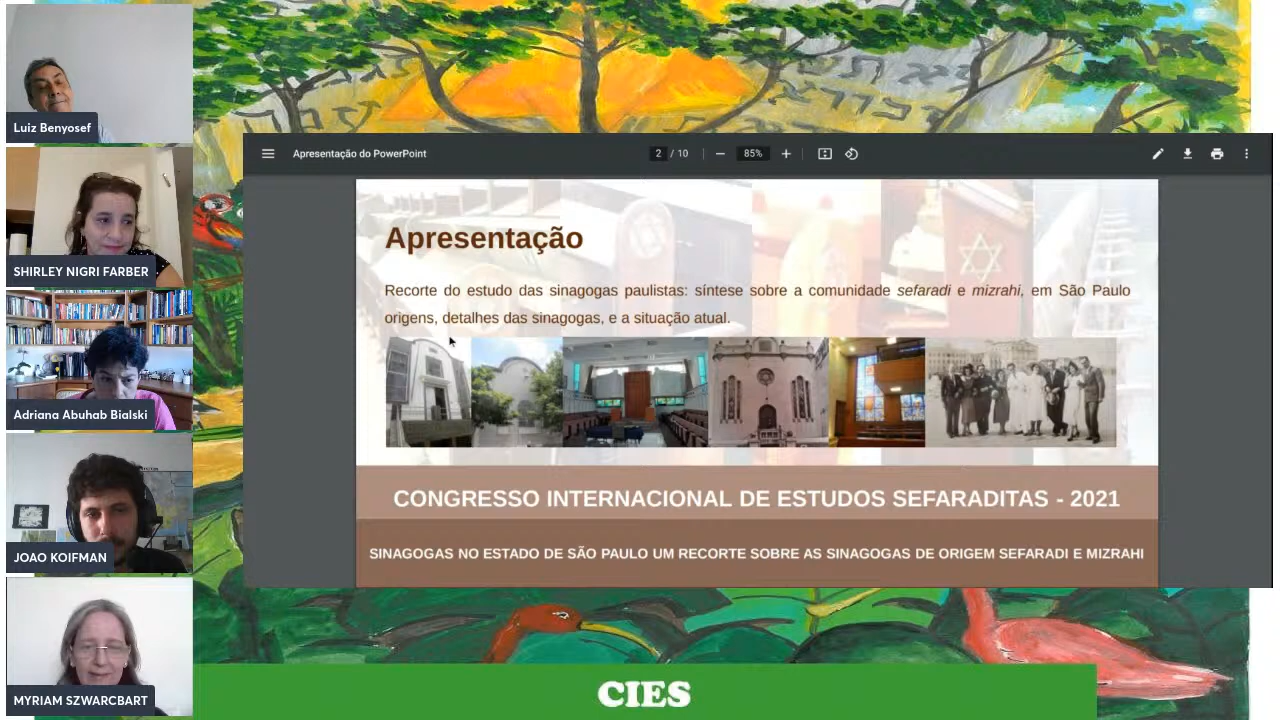 Luiz Benyosef
SHIRLEY NIGRI FARBER
Adriana Abuhab Bialski
JOAO KOIFMAN
MYRIAM SZWARCBART
Apresentação do PowerPoint
2 / 10
85%
Apresentação
Recorte do estudo das sinagogas paulistas: síntese sobre a comunidade sefaradi e mizrahi, em São Paulo
origens, detalhes das sinagogas, e a situação atual.
CONGRESSO INTERNACIONAL DE ESTUDOS SEFARADITAS - 2021
SINAGOGAS NO ESTADO DE SÃO PAULO UM RECORTE SOBRE AS SINAGOGAS DE ORIGEM SEFARADI E MIZRAHI
CIES